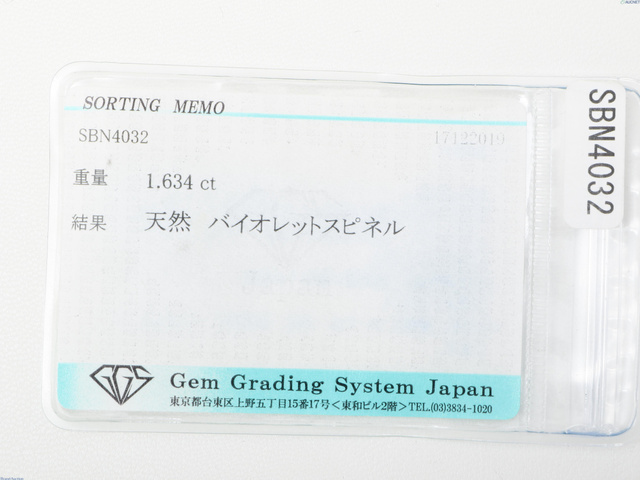 SORTING MEMO
SBN4032 17122019
重量 1.634 ct
結果 天然 バイオレットスピネル
GGS
Gem Grading System Japan
東京都台東区上野五丁目15番17号<東和ビル2階>TEL.(03)3834-1020
SBN4032